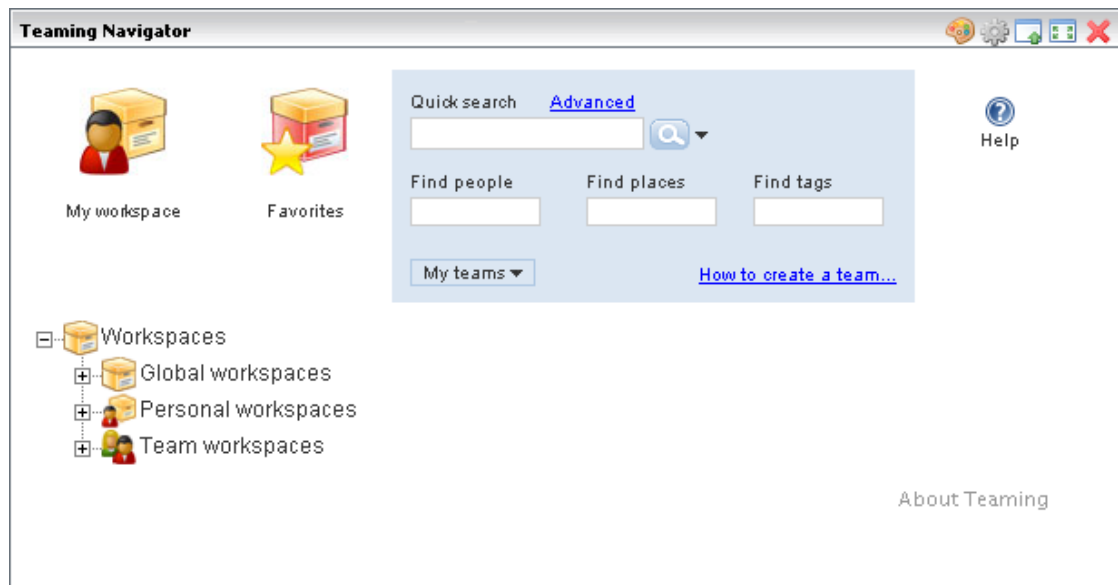 Teaming Navigator
My workspace
Favorites
Quick search Advanced
Find people Find places Find tags
My teams
How to create a team...
Help
Workspaces
Global workspaces
Personal workspaces
Team workspaces
About Teaming